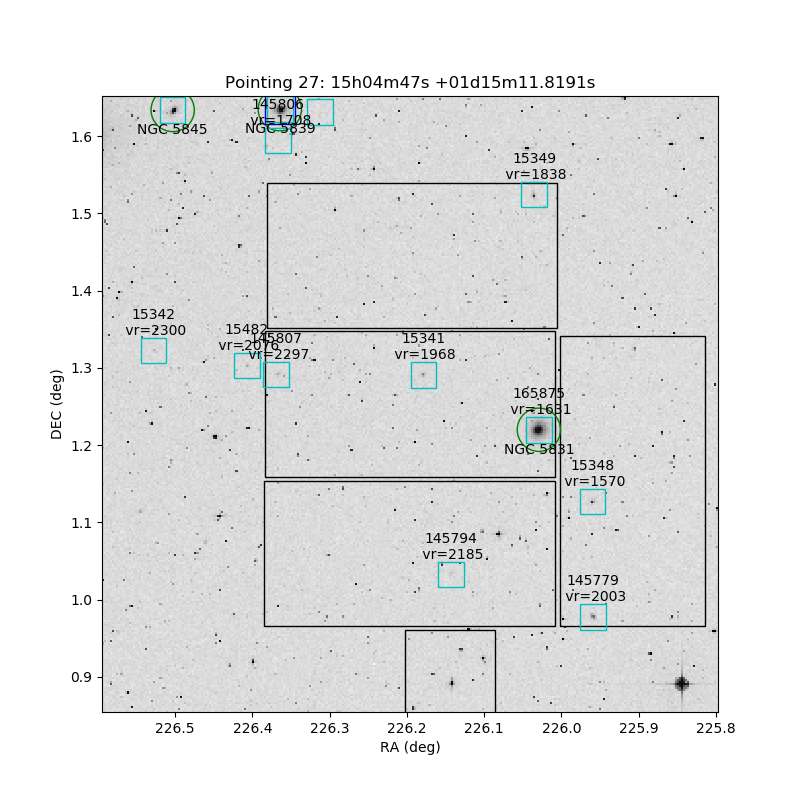 Pointing 27: 15h04m47s +01d15m11.8191s
145806
vr=1708
NGC 5845
NGC 5839
15349
vr=1838
15342
vr=2300
15482
vr=2076
145807
vr=2297
15341
vr=1968
165875
vr=1631
NGC 5831
15348
vr=1570
145794
vr=2185
145779
vr=2003
1.6
1.5
1.4
1.3
1.2
1.1
1.0
0.9
DEC (deg)
226.5 226.4 226.3 226.2 226.1 226.0 225.9 225.8
RA (deg)